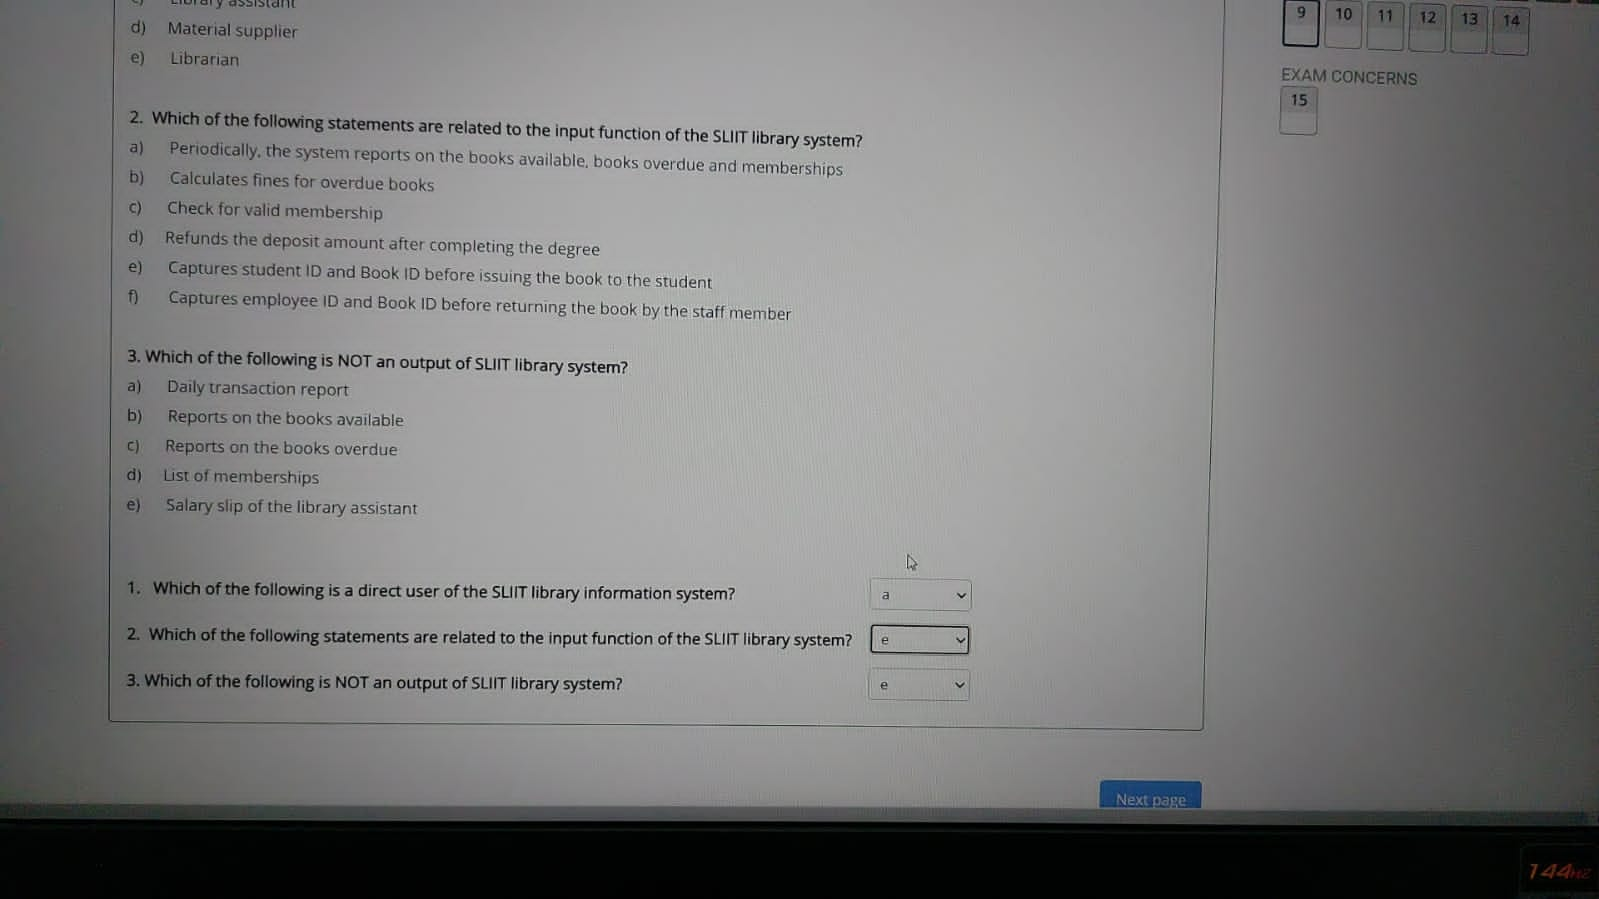 Library assistant
d) Material supplier
e) Librarian
2. Which of the following statements are related to the input function of the SLIIT library system?
a) Periodically, the system reports on the books available, books overdue and memberships
b) Calculates fines for overdue books
c) Check for valid membership
d) Refunds the deposit amount after completing the degree
e) Captures student ID and Book ID before issuing the book to the student
f) Captures employee ID and Book ID before returning the book by the staff member
3. Which of the following is NOT an output of SLIIT library system?
a) Daily transaction report
b) Reports on the books available
c) Reports on the books overdue
d) List of memberships
e) Salary slip of the library assistant
1. Which of the following is a direct user of the SLIIT library information system? a
2. Which of the following statements are related to the input function of the SLIIT library system? e
3. Which of the following is NOT an output of SLIIT library system? e
Next page
9 10 11 12 13 14
EXAM CONCERNS
15
144Hz